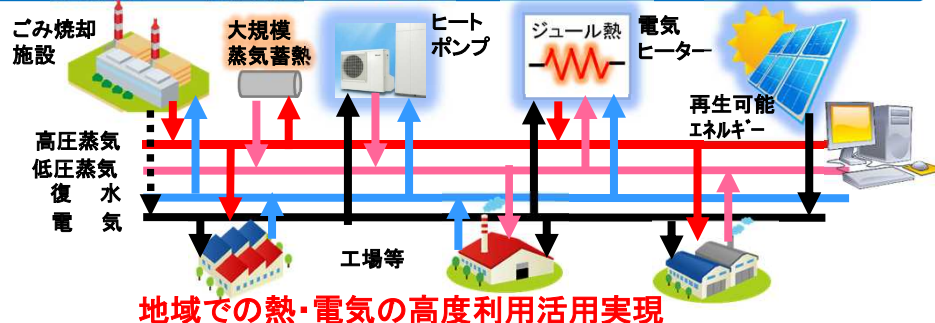 ごみ焼却
施設
大規模
蒸気蓄熱
ヒート
ポンプ
ジュール熱
電気
ヒーター
再生可能
エネルギー
高圧蒸気
低圧蒸気
復 水
電 気
工場等
地域での熱・電気の高度利用活用実現